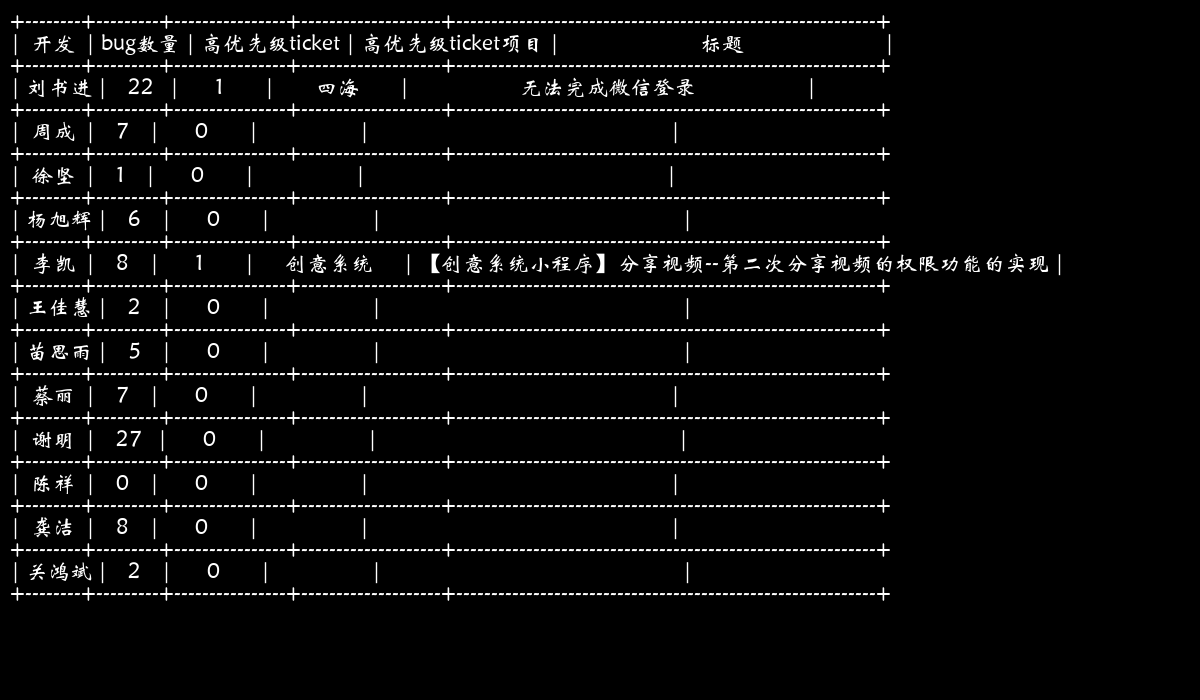 +---------+----------+-----------------+---------------------+------------------------------------------------------------+
| 开发 | bug数量 | 高优先级ticket | 高优先级ticket项目 | 标题 |
+---------+----------+-----------------+---------------------+------------------------------------------------------------+
| 刘书进 | 22 | 1 | 四海 | 无法完成微信登录 |
+---------+----------+-----------------+---------------------+------------------------------------------------------------+
| 周成 | 7 | 0 | | |
+---------+----------+-----------------+---------------------+------------------------------------------------------------+
| 徐坚 | 1 | 0 | | |
+---------+----------+-----------------+---------------------+------------------------------------------------------------+
| 杨旭辉 | 6 | 0 | | |
+---------+----------+-----------------+---------------------+------------------------------------------------------------+
| 李凯 | 8 | 1 | 创意系统 | 【创意系统小程序】分享视频--第二次分享视频的权限功能的实现 |
+---------+----------+-----------------+---------------------+------------------------------------------------------------+
| 王佳慧 | 2 | 0 | | |
+---------+----------+-----------------+---------------------+------------------------------------------------------------+
| 苗思雨 | 5 | 0 | | |
+---------+----------+-----------------+---------------------+------------------------------------------------------------+
| 蔡丽 | 7 | 0 | | |
+---------+----------+-----------------+---------------------+------------------------------------------------------------+
| 谢明 | 27 | 0 | | |
+---------+----------+-----------------+---------------------+------------------------------------------------------------+
| 陈祥 | 0 | 0 | | |
+---------+----------+-----------------+---------------------+------------------------------------------------------------+
| 龚洁 | 8 | 0 | | |
+---------+----------+-----------------+---------------------+------------------------------------------------------------+
| 关鸿斌 | 2 | 0 | | |
+---------+----------+-----------------+---------------------+------------------------------------------------------------+